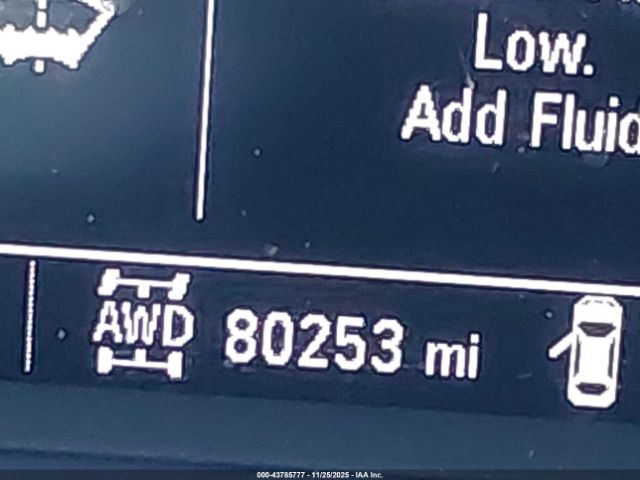 Low.
Add Fluid
AWD 80253 mi
000-43785777 - 11/25/2025 - IAA Inc.